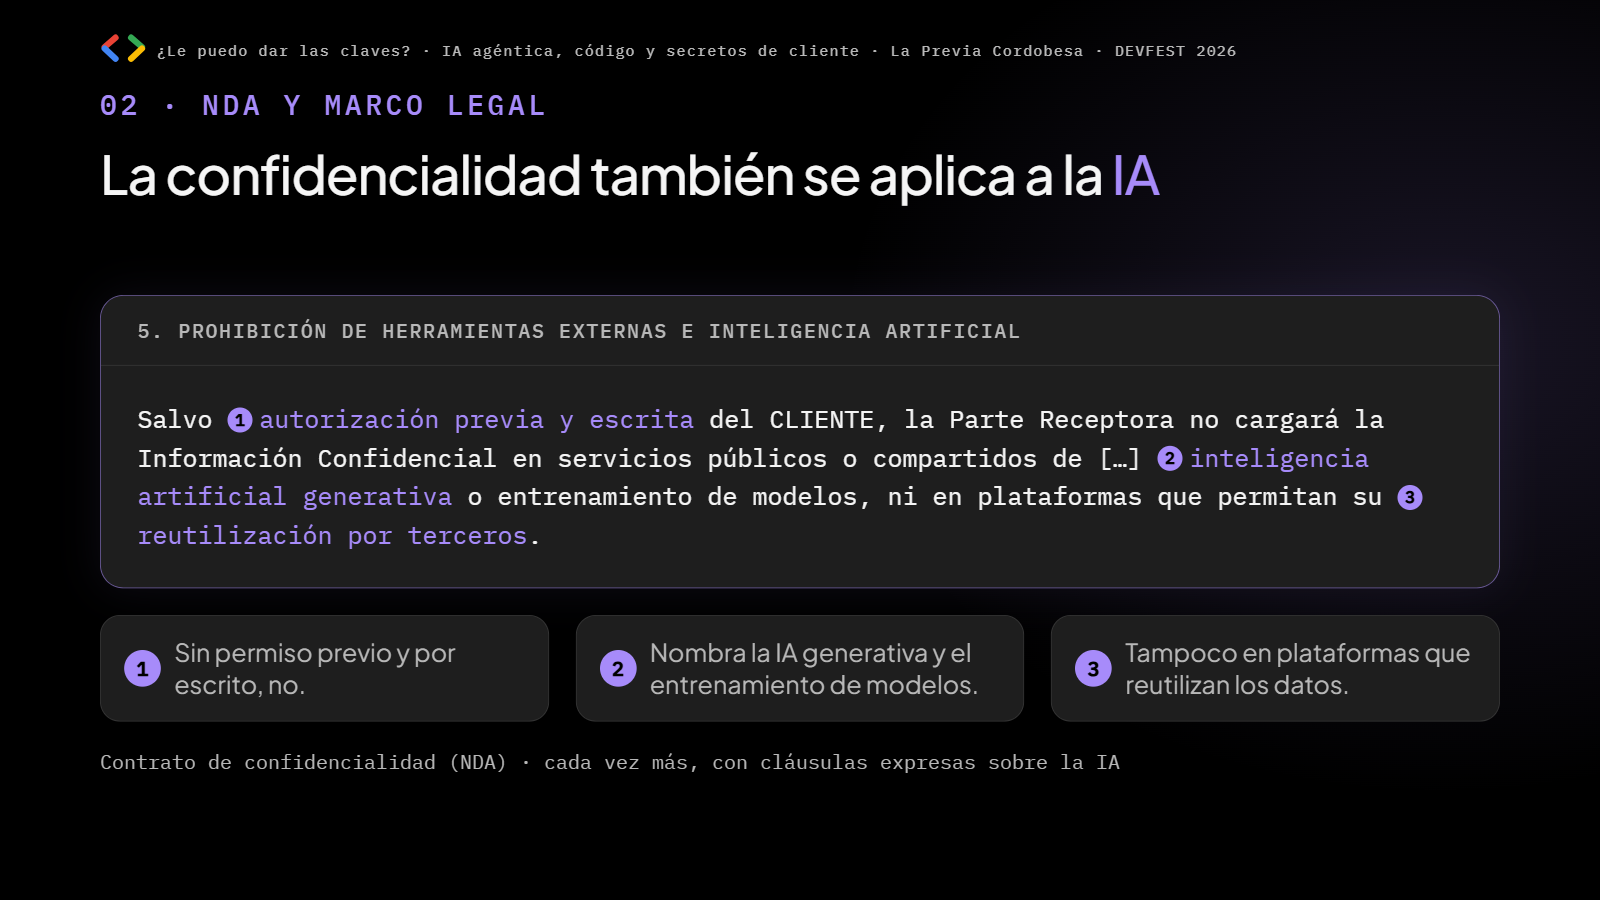 ¿Le puedo dar las claves? · IA agéntica, código y secretos de cliente · La Previa Cordobesa · DEVFEST 2026
02 · NDA Y MARCO LEGAL
La confidencialidad también se aplica a la IA
5. PROHIBICIÓN DE HERRAMIENTAS EXTERNAS E INTELIGENCIA ARTIFICIAL
Salvo 1 autorización previa y escrita del CLIENTE, la Parte Receptora no cargará la
Información Confidencial en servicios públicos o compartidos de […] 2 inteligencia
artificial generativa o entrenamiento de modelos, ni en plataformas que permitan su 3
reutilización por terceros.
1 Sin permiso previo y por
escrito, no.
2 Nombra la IA generativa y el
entrenamiento de modelos.
3 Tampoco en plataformas que
reutilizan los datos.
Contrato de confidencialidad (NDA) · cada vez más, con cláusulas expresas sobre la IA